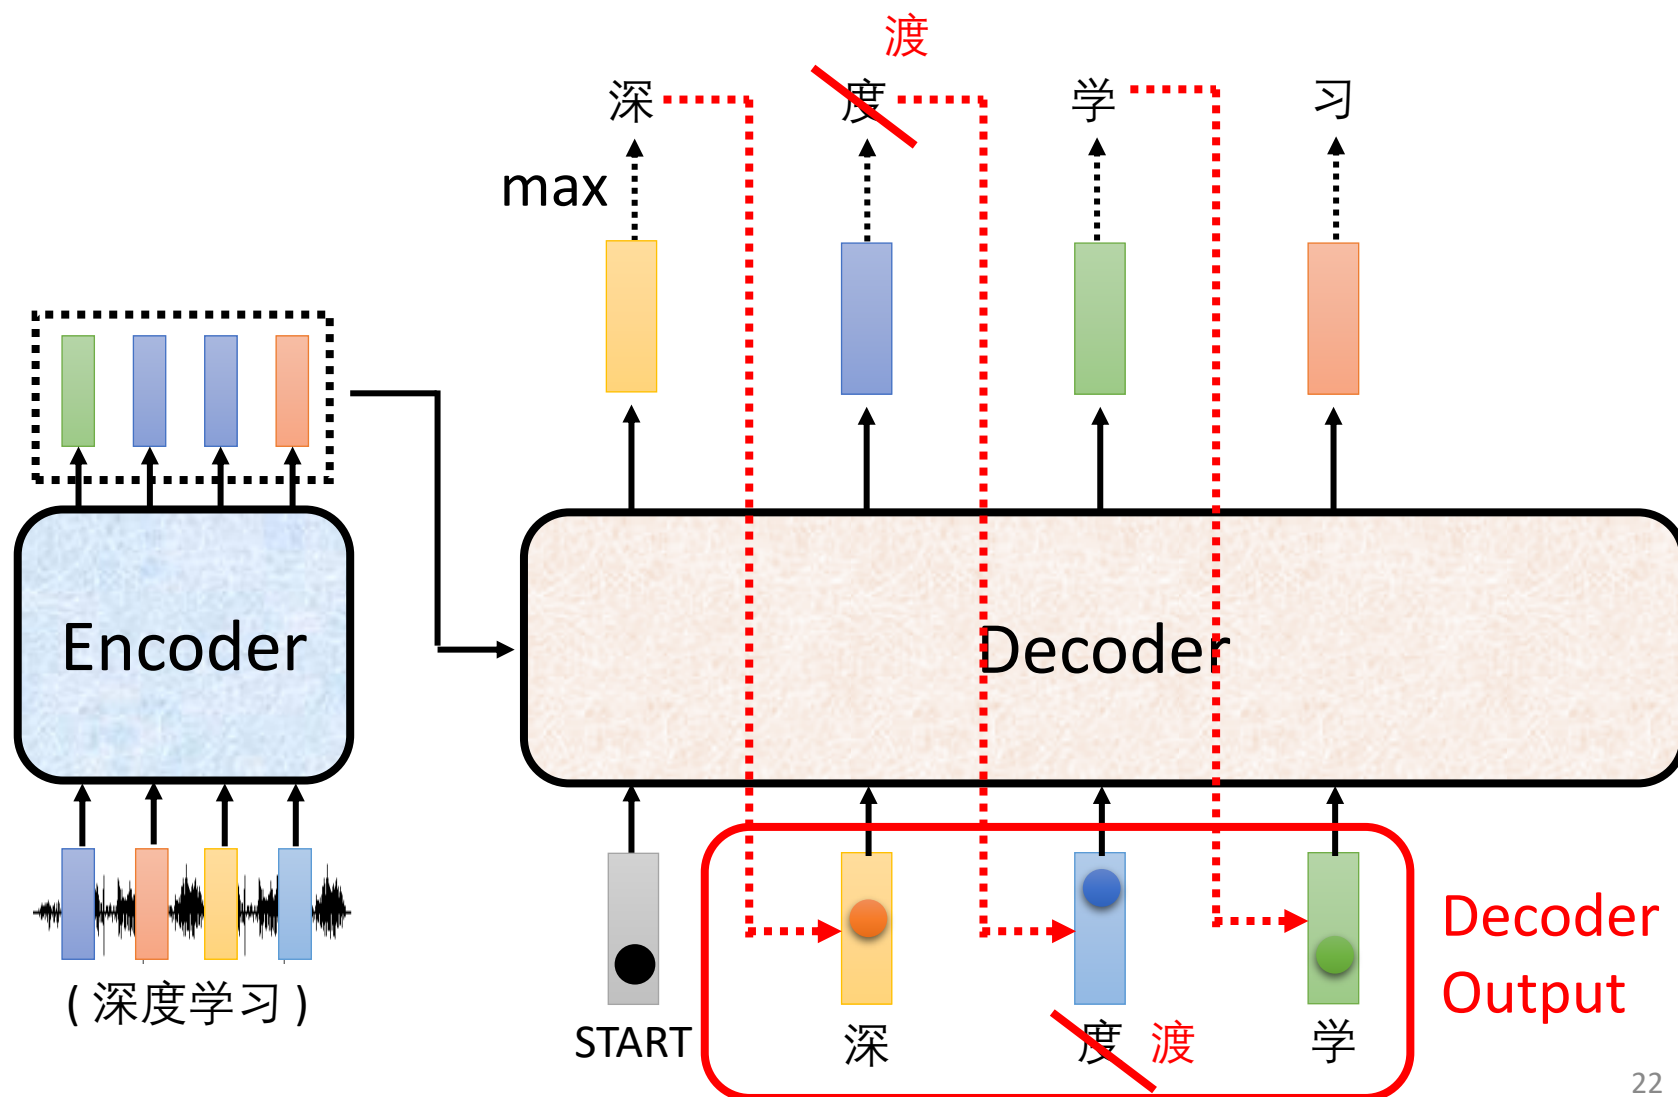 渡
深 度 学 习
max
Encoder
Decoder
Decoder
Output
(深度学习)
START 深 度 渡 学
22